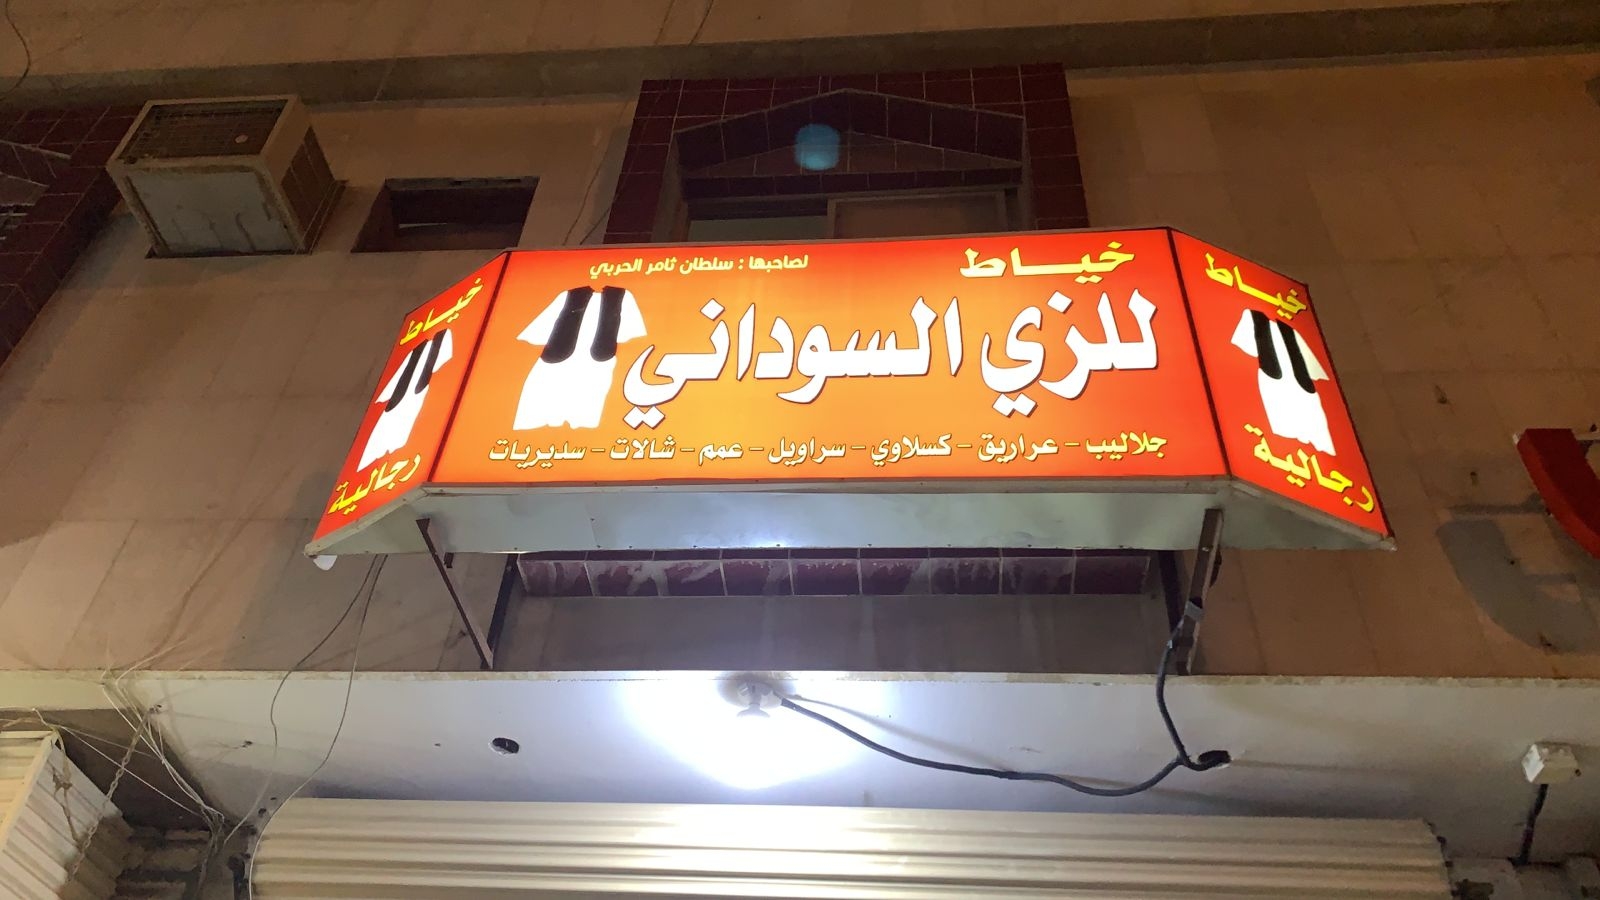 خياط
لصاحبها : سلطان ثامر الحربي
للزي السوداني
جلاليب - عراريق - كسلاوي - سراويل - عمم - شالات - سديريات
خياط
رجالية
خياط
رجالية